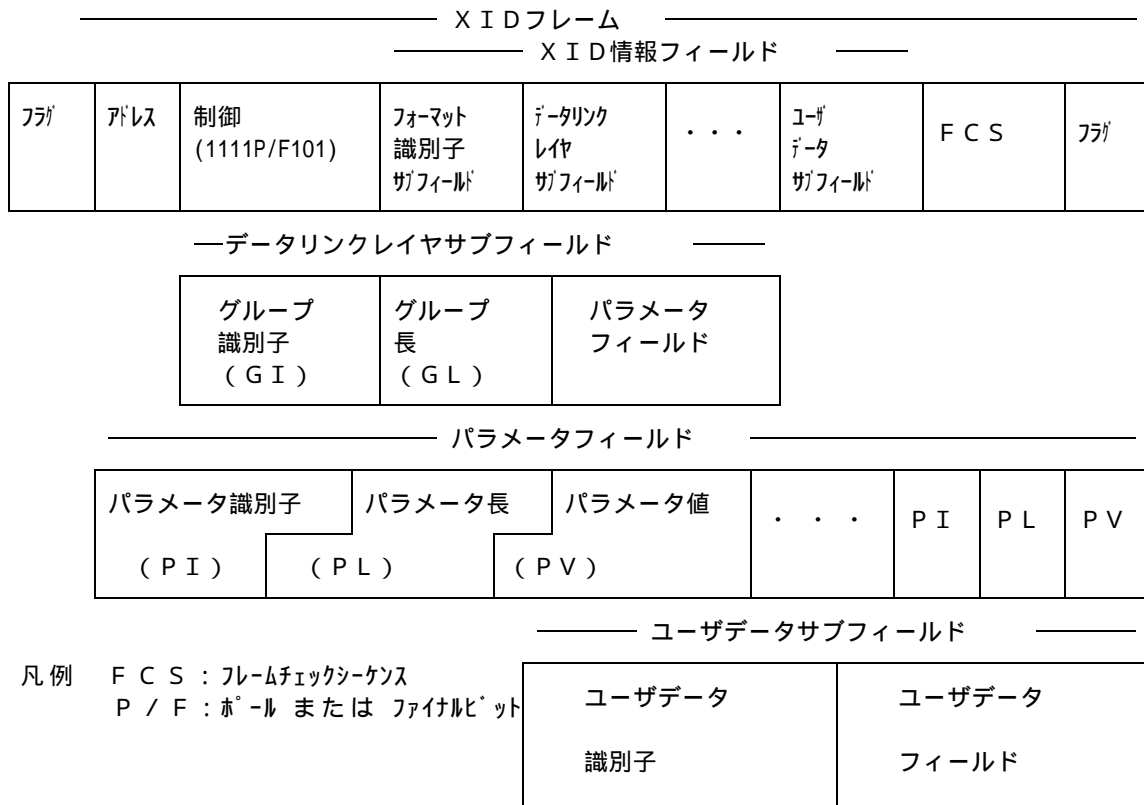 ＸＩＤフレーム
ＸＩＤ情報フィールド
ﾌﾗｸﾞ ｱﾄﾞﾚｽ 制御 ﾌｫｰﾏｯﾄ ﾃﾞｰﾀﾘﾝｸ ・・・ ﾕｰｻﾞ ＦＣＳ ﾌﾗｸﾞ
(1111P/F101) 識別子 ﾚｲﾔ ﾃﾞｰﾀ
ｻﾌﾞﾌｨｰﾙﾄﾞ ｻﾌﾞﾌｨｰﾙﾄﾞ ｻﾌﾞﾌｨｰﾙﾄﾞ
データリンクレイヤサブフィールド
グループ グループ パラメータ
識別子 長 フィールド
（ＧＩ） （ＧＬ）
パラメータフィールド
パラメータ識別子 パラメータ長 パラメータ値 ・・・ ＰＩ ＰＬ ＰＶ
（ＰＩ） （ＰＬ） （ＰＶ）
ユーザデータサブフィールド
凡例 ＦＣＳ：ﾌﾚｰﾑﾁｪｯｸｼｰｹﾝｽ
Ｐ／Ｆ：ﾎﾟｰﾙ または ﾌｧｲﾅﾙﾋﾞｯﾄ
ユーザデータ ユーザデータ
識別子 フィールド